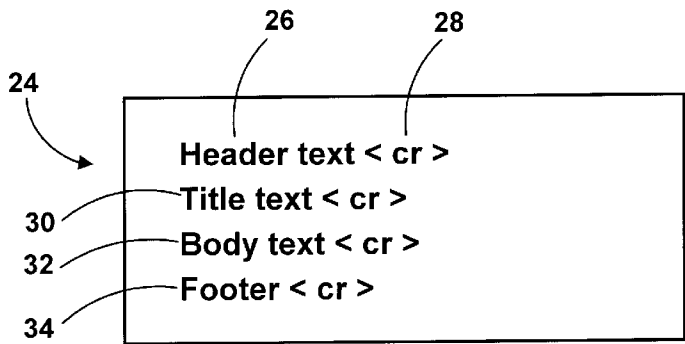 26 28
24
Header text < cr >
Title text < cr >
30
Body text < cr >
32
Footer < cr >
34